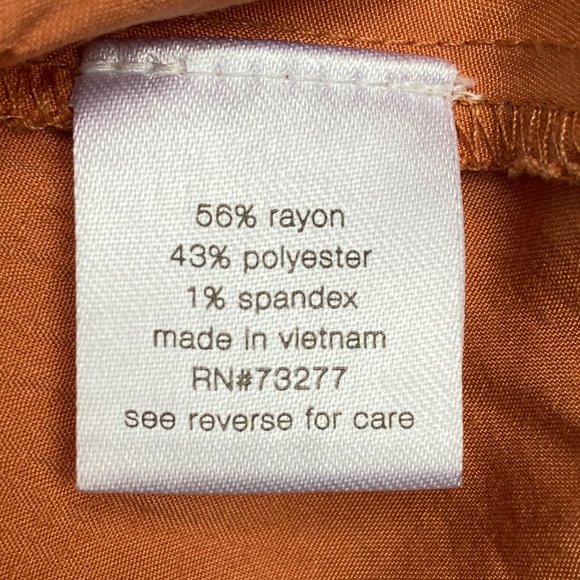 56% rayon
43% polyester
1% spandex
made in vietnam
RN#73277
see reverse for care